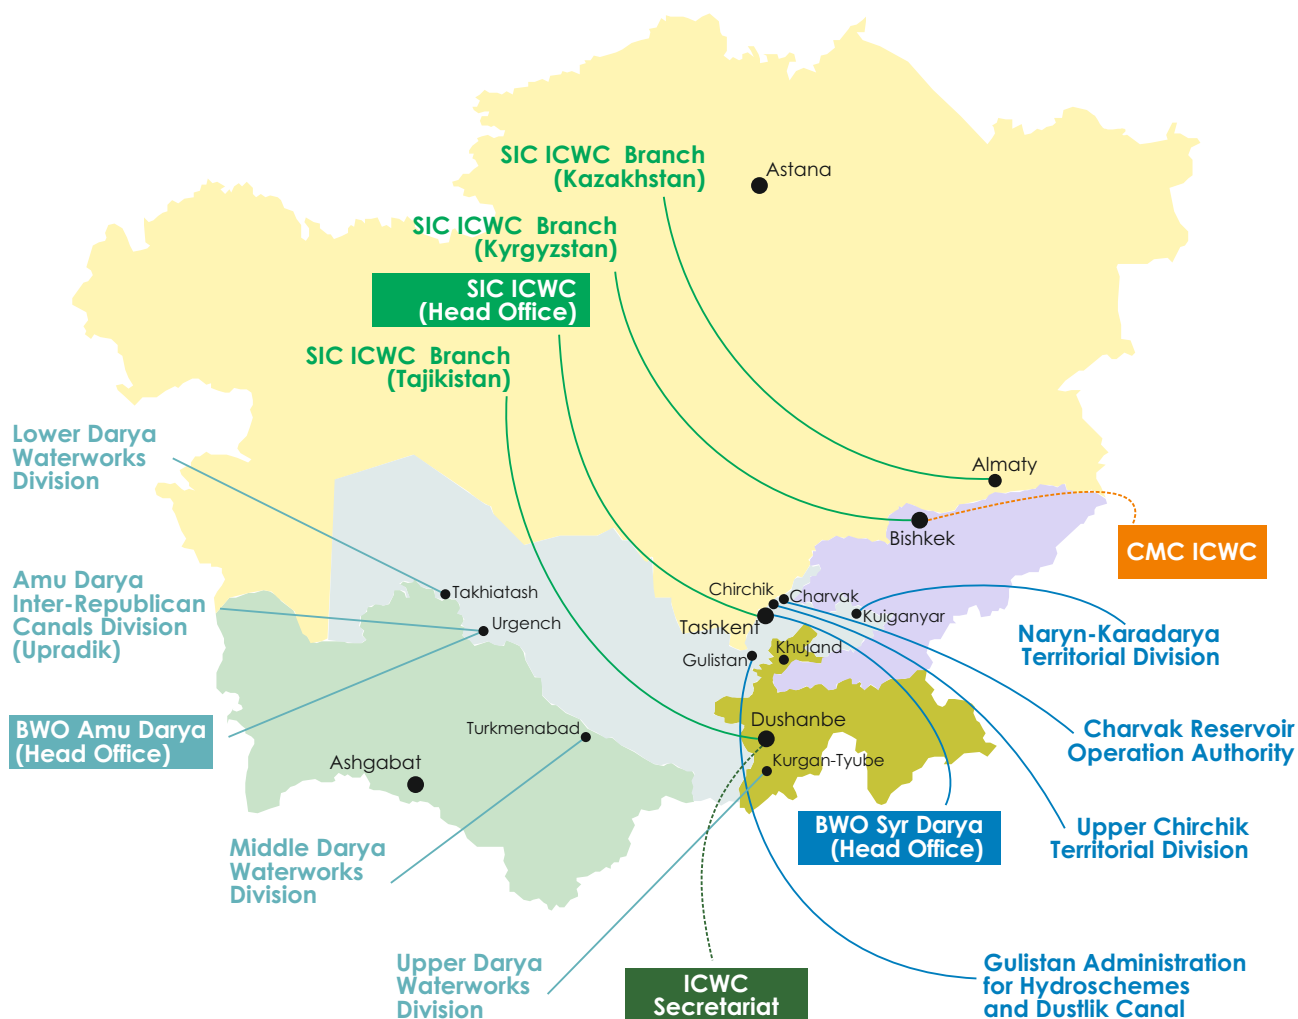 SIC ICWC Branch
(Kazakhstan)
Astana
SIC ICWC Branch
(Kyrgyzstan)
SIC ICWC
(Head Office)
SIC ICWC Branch
(Tajikistan)
Lower Darya
Waterworks
Division
Almaty
Bishkek
CMC ICWC
Amu Darya
Inter-Republican
Canals Division
(Upradik)
Takhiatash
Urgench
Chirchik
Charvak
Tashkent
Kuiganyar
Gulistan
Khujand
Naryn-Karadarya
Territorial Division
BWO Amu Darya
(Head Office)
Turkmenabad
Dushanbe
Ashgabat
Kurgan-Tyube
Charvak Reservoir
Operation Authority
BWO Syr Darya
(Head Office)
Upper Chirchik
Territorial Division
Middle Darya
Waterworks
Division
Upper Darya
Waterworks
Division
ICWC
Secretariat
Gulistan Administration
for Hydroschemes
and Dustlik Canal